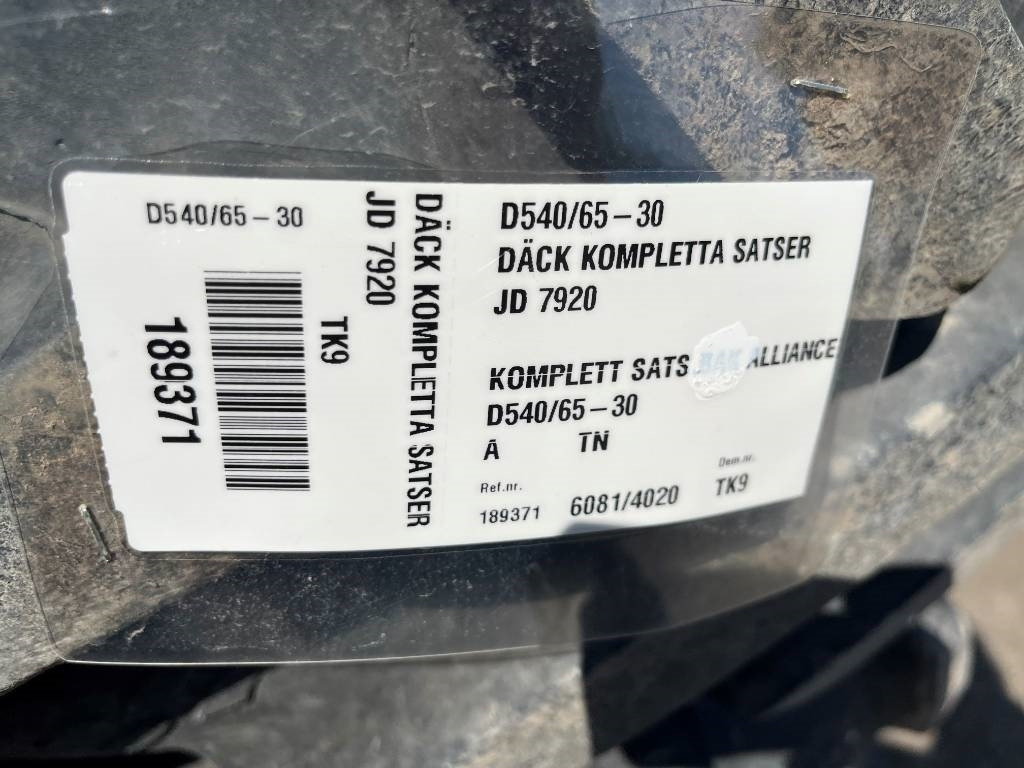 D540/65-30
189371
TK9
JD 7920
DÄCK KOMPLETTA SATSER
D540/65-30
DÄCK KOMPLETTA SATSER
JD 7920
KOMPLETT SATS BAK ALLIANCE
D540/65-30
A TN
Ref.nr. Dem.nr.
189371 6081/4020 TK9